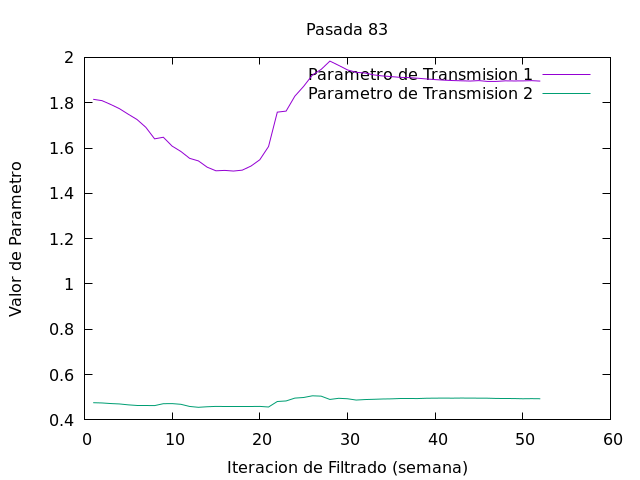 Pasada 83
2
1.8
1.6
1.4
1.2
1
0.8
0.6
0.4
Valor de Parametro
Parametro de Transmision 1
Parametro de Transmision 2
0 10 20 30 40 50 60
Iteracion de Filtrado (semana)